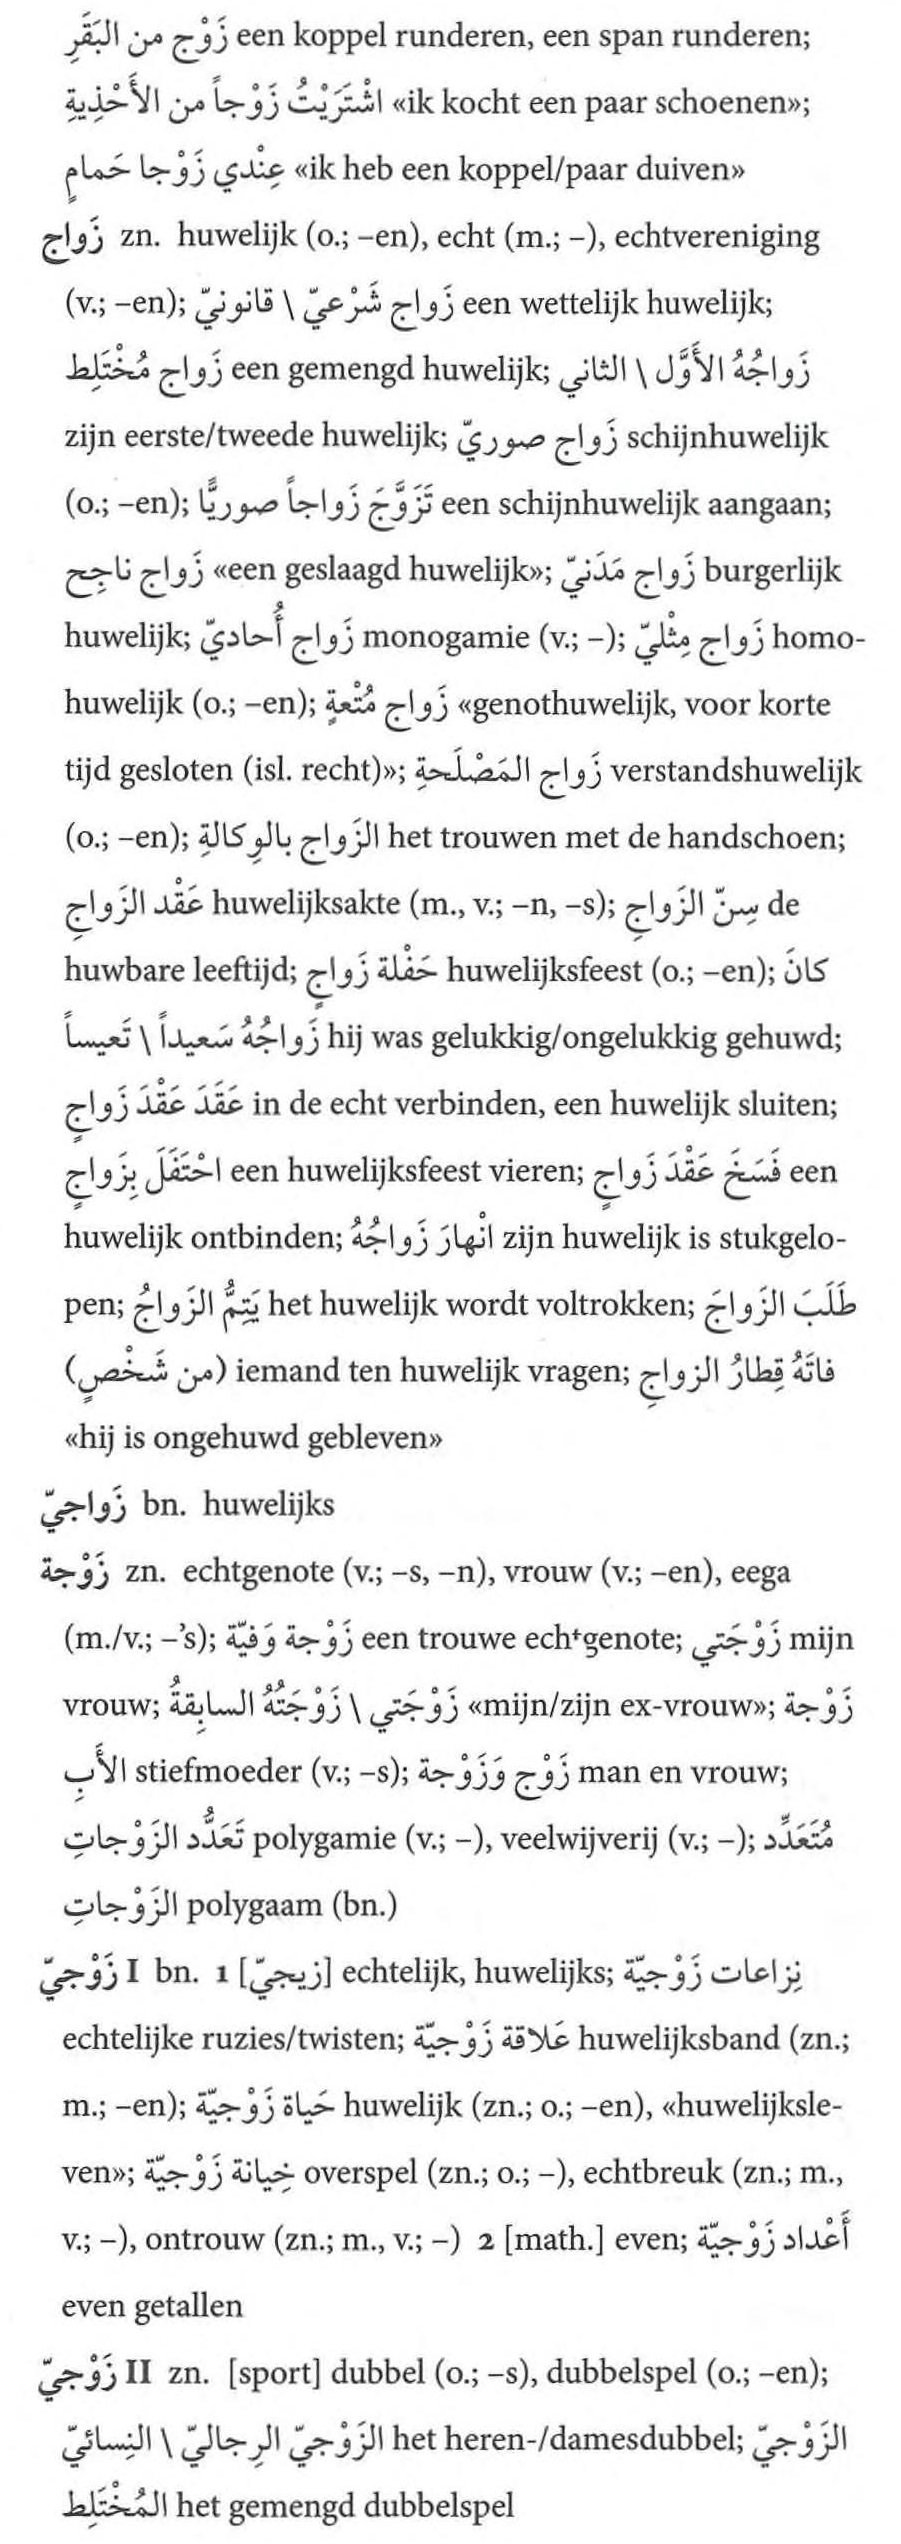 زَوْج من البَقَرِ een koppel runderen, een span runderen;
اشْتَرَيْتُ زَوْجاً من الأَحْذِيةِ «ik kocht een paar schoenen»;
عِنْدي زَوْجا حَمامٍ «ik heb een koppel/paar duiven»
زَواج zn. huwelijk (o.; –en), echt (m.; –), echtvereniging
(v.; –en); زَواج شَرْعيّ \ قانونيّ een wettelijk huwelijk;
زَواج مُخْتَلِط een gemengd huwelijk; زَواجُهُ الأَوَّل \ الثاني
zijn eerste/tweede huwelijk; زَواج صوريّ schijnhuwelijk
(o.; –en); تَزَوَّجَ زَواجاً صوريًّا een schijnhuwelijk aangaan;
زَواج ناجِح «een geslaagd huwelijk»; زَواج مَدَنيّ burgerlijk
huwelijk; زَواج أُحاديّ monogamie (v.; –); زَواج مِثْليّ homo-
huwelijk (o.; –en); زَواج مُتْعةٍ «genothuwelijk, voor korte
tijd gesloten (isl. recht)»; زَواج المَصْلَحةِ verstandshuwelijk
(o.; –en); الزَواج بالوِكالةِ het trouwen met de handschoen;
عَقْد الزَواجِ huwelijksakte (m., v.; –n, –s); سِنّ الزَواجِ de
huwbare leeftijd; حَفْلة زَواجٍ huwelijksfeest (o.; –en); كانَ
زَواجُهُ سَعيداً \ تَعيساً hij was gelukkig/ongelukkig gehuwd;
عَقَدَ عَقْدَ زَواجٍ in de echt verbinden, een huwelijk sluiten;
احْتَفَلَ بِزَواجٍ een huwelijksfeest vieren; فَسَخَ عَقْدَ زَواجٍ een
huwelijk ontbinden; انْهارَ زَواجُهُ zijn huwelijk is stukgelo-
pen; يَتِمُّ الزَواجُ het huwelijk wordt voltrokken; طَلَبَ الزَواجَ
(من شَخْصٍ) iemand ten huwelijk vragen; فاتَهُ قِطارُ الزواجِ
«hij is ongehuwd gebleven»
زَواجيّ bn. huwelijks
زَوْجة zn. echtgenote (v.; –s, –n), vrouw (v.; –en), eega
(m./v.; –'s); زَوْجة وَفيّة een trouwe echtgenote; زَوْجَتي mijn
vrouw; زَوْجَتي \ زَوْجَتُهُ السابِقةُ «mijn/zijn ex-vrouw»; زَوْجة
الأَبِ stiefmoeder (v.; –s); زَوْج وَزَوْجة man en vrouw;
تَعَدُّد الزَوْجاتِ polygamie (v.; –), veelwijverij (v.; –); مُتَعَدِّد
الزَوْجاتِ polygaam (bn.)
زَوْجيّ I bn. 1 [زيجيّ] echtelijk, huwelijks; نِزاعات زَوْجيّة
echtelijke ruzies/twisten; عَلاقة زَوْجيّة huwelijksband (zn.;
m.; –en); حَياة زَوْجيّة huwelijk (zn.; o.; –en), «huwelijksle-
ven»; خِيانة زَوْجيّة overspel (zn.; o.; –), echtbreuk (zn.; m.,
v.; –), ontrouw (zn.; m., v.; –) 2 [math.] even; أَعْداد زَوْجيّة
even getallen
زَوْجيّ II zn. [sport] dubbel (o.; –s), dubbelspel (o.; –en);
الزَوْجيّ الرِجاليّ \ النِسائيّ het heren-/damesdubbel; الزَوْجيّ
المُخْتَلِط het gemengd dubbelspel